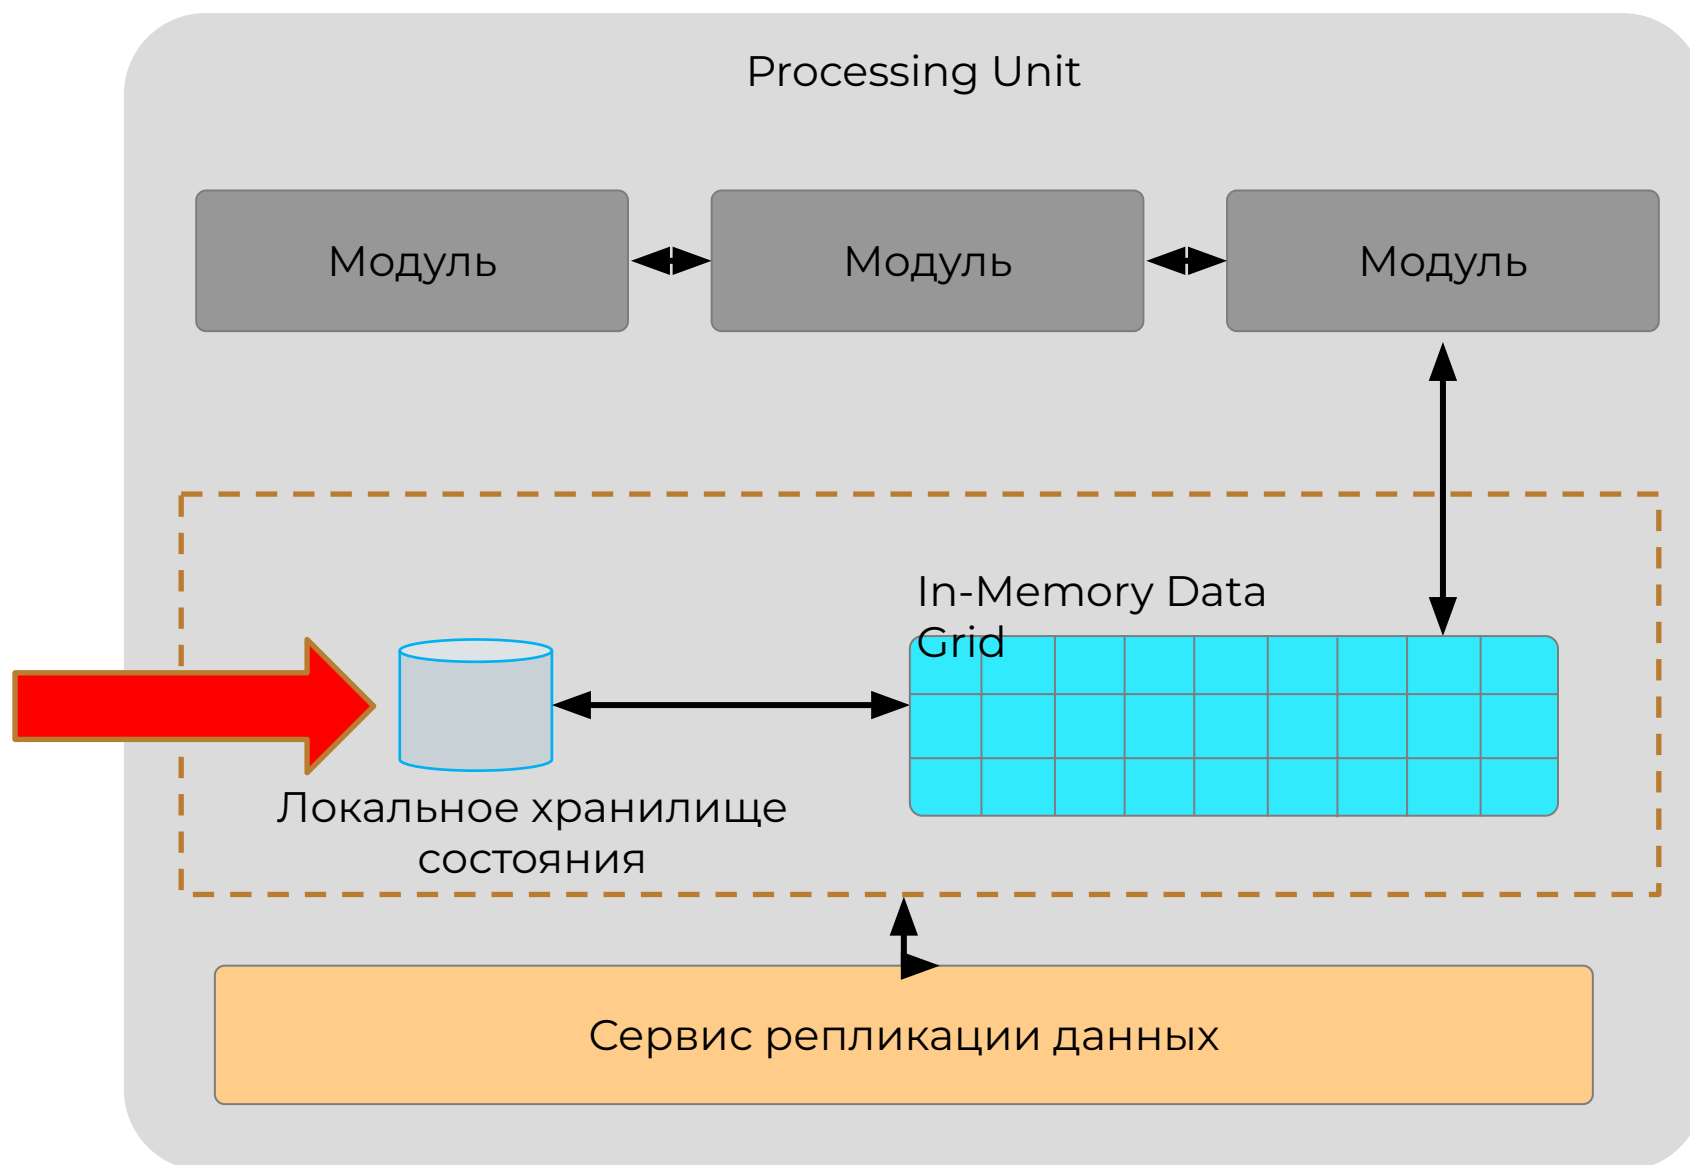 Processing Unit
Модуль
Модуль
Модуль
In-Memory Data
Grid
Локальное хранилище
состояния
Сервис репликации данных